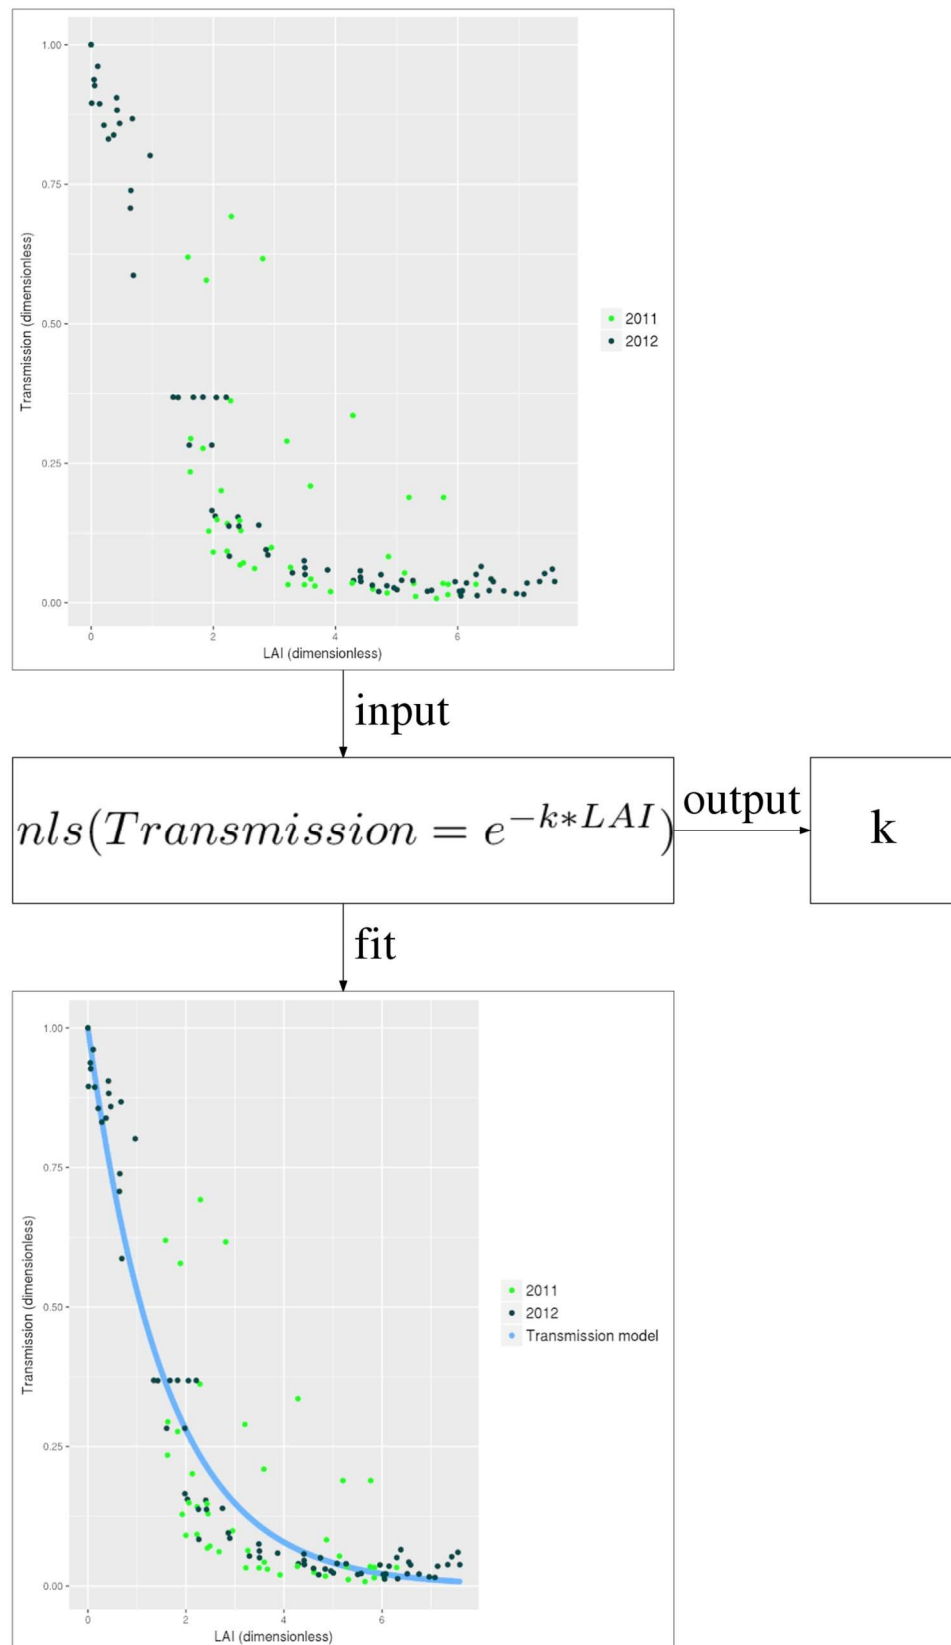 1.00
0.75
0.50
0.25
0.00
Transmission (dimensionless)
0 2 4 6
LAI (dimensionless)
2011
2012
input
nls(Transmission = e^{-k*LAI})
output
k
fit
1.00
0.75
0.50
0.25
0.00
Transmission (dimensionless)
0 2 4 6
LAI (dimensionless)
2011
2012
Transmission model